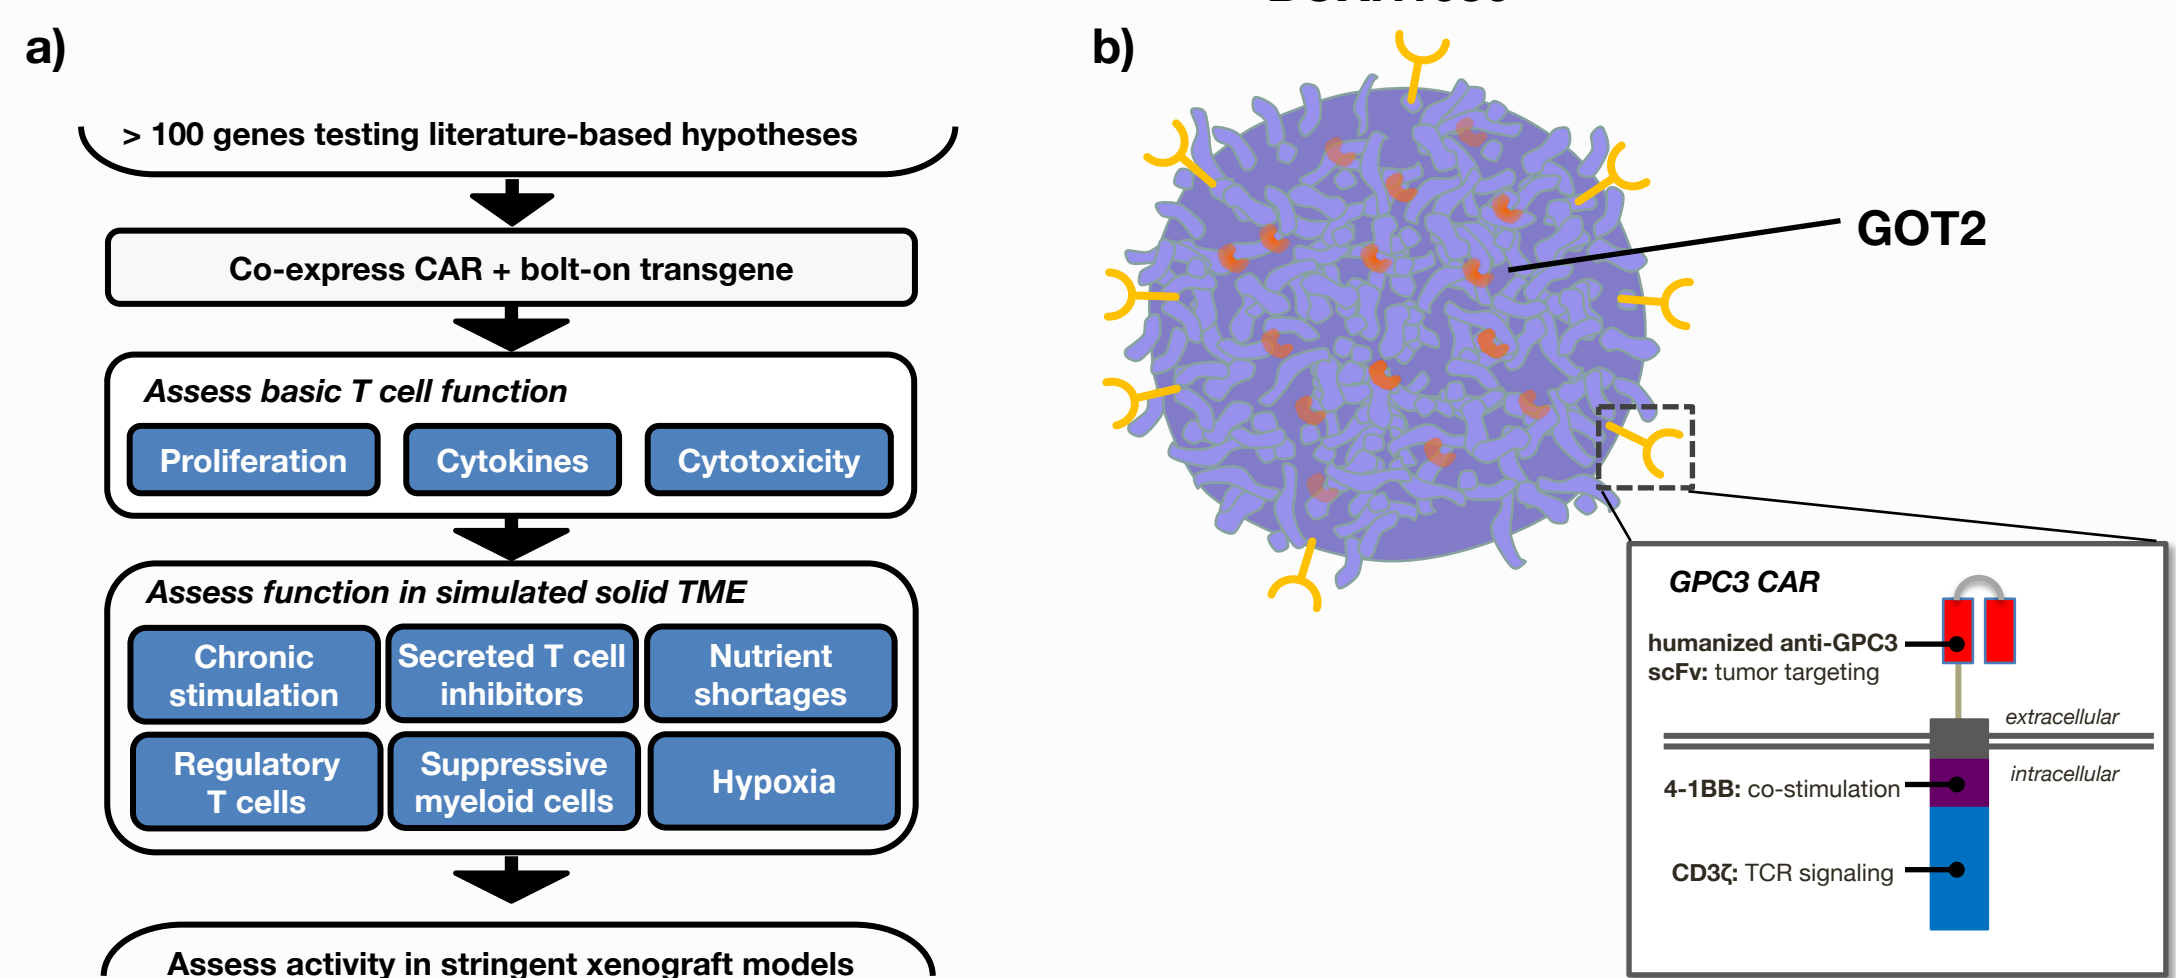 a)
> 100 genes testing literature-based hypotheses
Co-express CAR + bolt-on transgene
Assess basic T cell function
Proliferation
Cytokines
Cytotoxicity
Assess function in simulated solid TME
Chronic
stimulation
Secreted T cell
inhibitors
Nutrient
shortages
Regulatory
T cells
Suppressive
myeloid cells
Hypoxia
Assess activity in stringent xenograft models
b)
GOT2
GPC3 CAR
humanized anti-GPC3
scFv: tumor targeting
extracellular
intracellular
4-1BB: co-stimulation
CD3ζ: TCR signaling